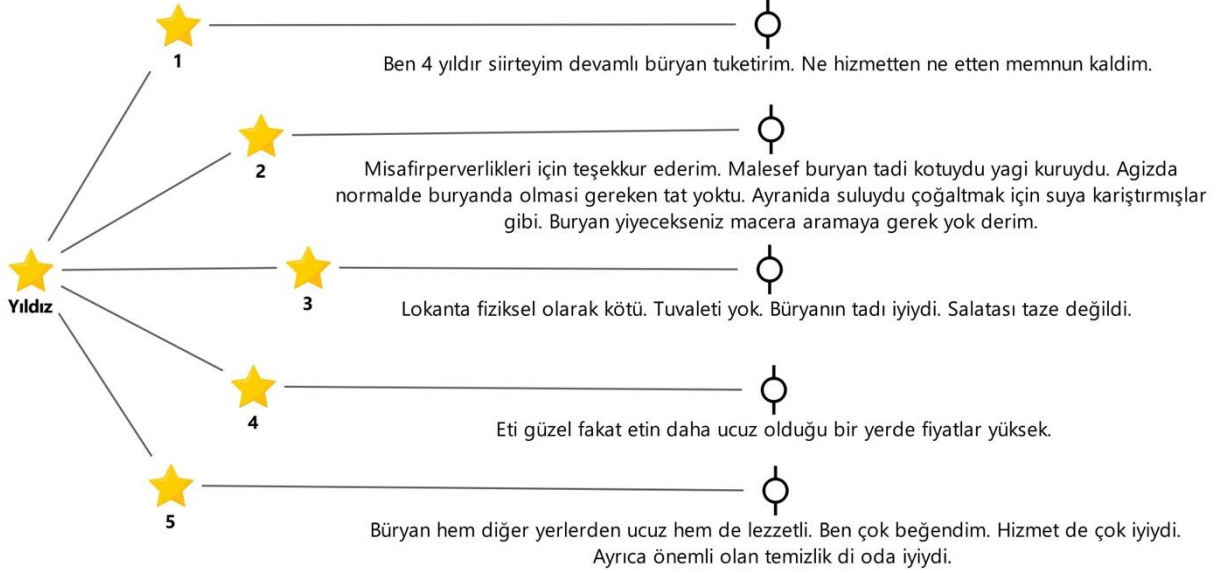 1
Ben 4 yıldır siirteyim devamlı büryan tuketirim. Ne hizmetten ne etten memnun kaldim.
2
Misafirperverlikleri için teşekkur ederim. Malesef buryan tadi kotuydu yagi kuruydu. Agizda
normalde buryanda olmasi gereken tat yoktu. Ayranida suluydu çoğaltmak için suya kariştırmışlar
gibi. Buryan yiyecekseniz macera aramaya gerek yok derim.
Yıldız
3
Lokanta fiziksel olarak kötü. Tuvaleti yok. Büryanın tadı iyiydi. Salatası taze değildi.
4
Eti güzel fakat etin daha ucuz olduğu bir yerde fiyatlar yüksek.
5
Büryan hem diğer yerlerden ucuz hem de lezzetli. Ben çok beğendim. Hizmet de çok iyiydi.
Ayrıca önemli olan temizlik di oda iyiydi.